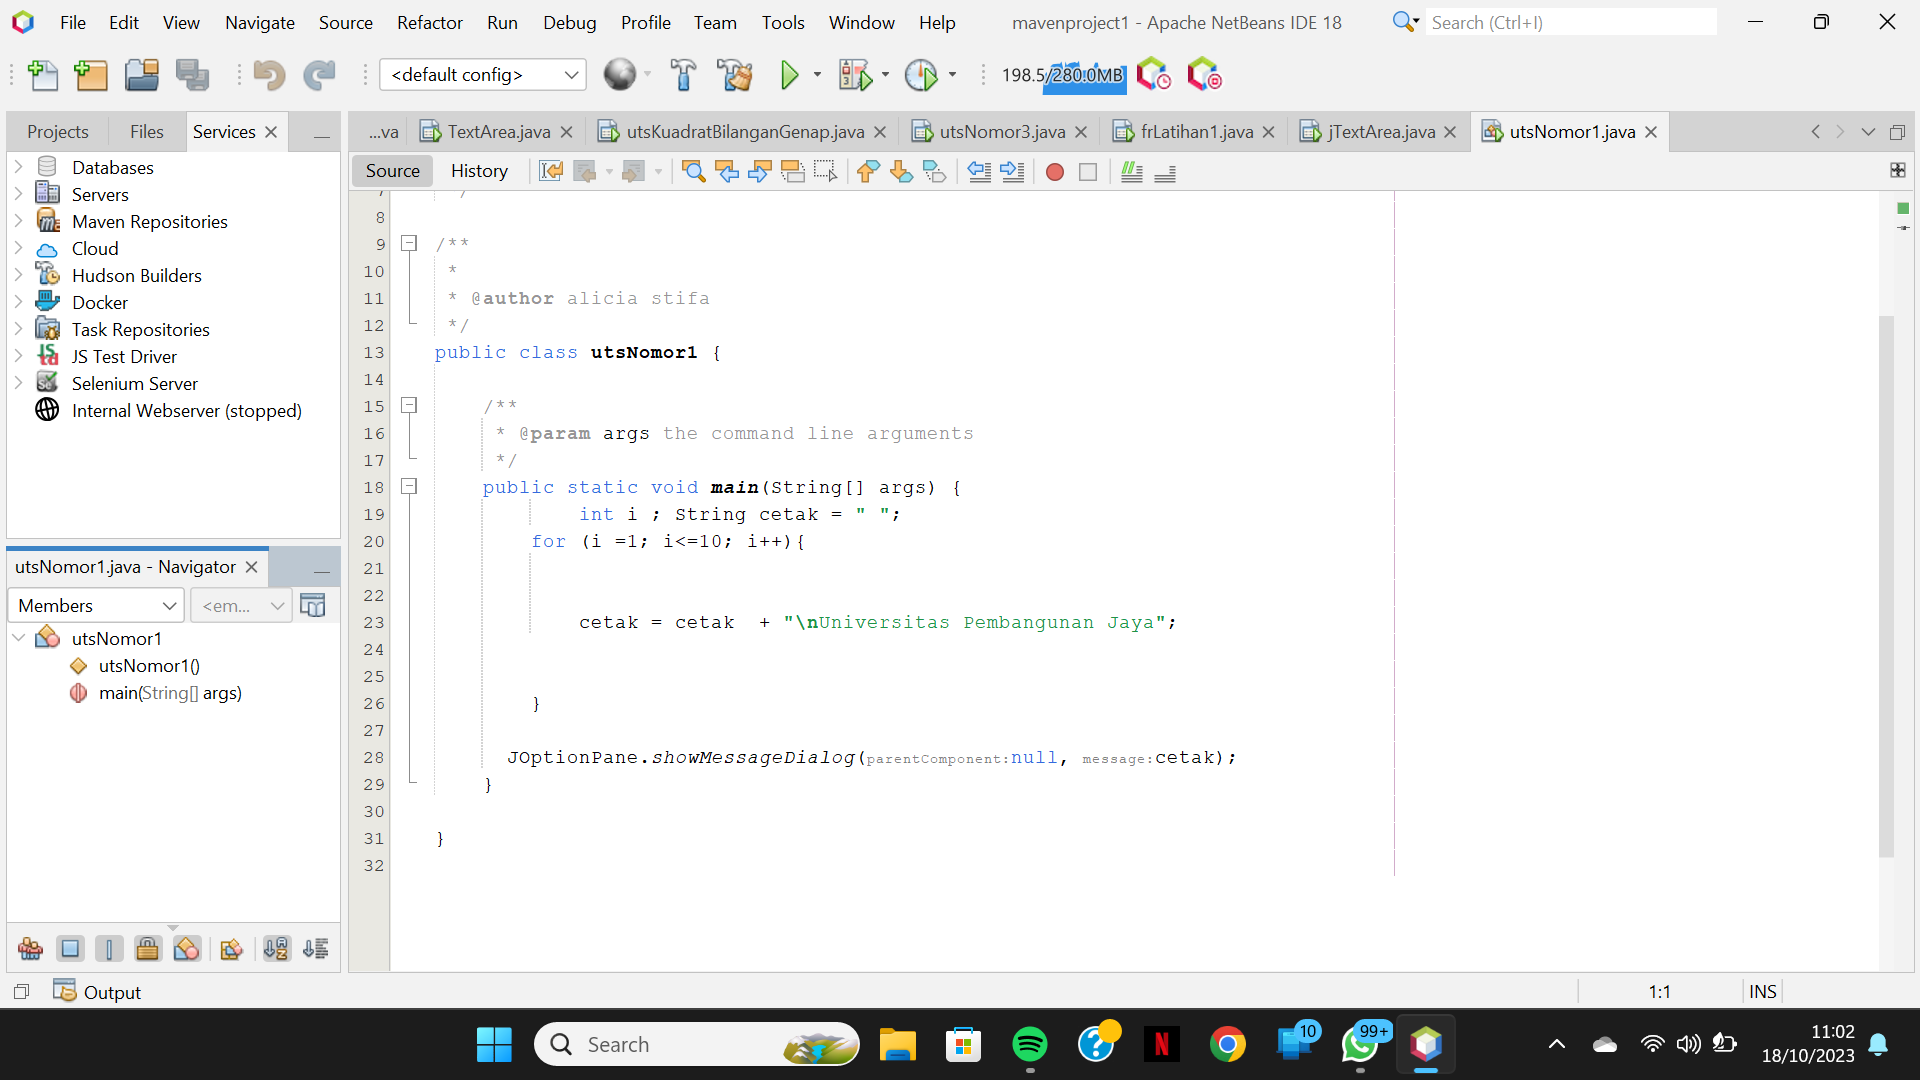 File Edit View Navigate Source Refactor Run Debug Profile Team Tools Window Help mavenproject1 - Apache NetBeans IDE 18 Search (Ctrl+I)
<default config> 198.5/280.0MB
Projects Files Services
...va TextArea.java utsKuadratBilanganGenap.java utsNomor3.java frLatihan1.java jTextArea.java utsNomor1.java
Source History
Databases
Servers
Maven Repositories
Cloud
Hudson Builders
Docker
Task Repositories
JS Test Driver
Selenium Server
Internal Webserver (stopped)
utsNomor1.java - Navigator
Members <em...
utsNomor1
utsNomor1()
main(String[] args)
7 */
8
9 /**
10 *
11 * @author alicia stifa
12 */
13 public class utsNomor1 {
14
15 /**
16 * @param args the command line arguments
17 */
18 public static void main(String[] args) {
19 int i ; String cetak = " ";
20 for (i =1; i<=10; i++){
21
22
23 cetak = cetak + "\nUniversitas Pembangunan Jaya";
24
25
26 }
27
28 JOptionPane.showMessageDialog(parentComponent:null, message:cetak);
29 }
30
31 }
32
Output
1:1 INS
Search
10
99+
11:02
18/10/2023